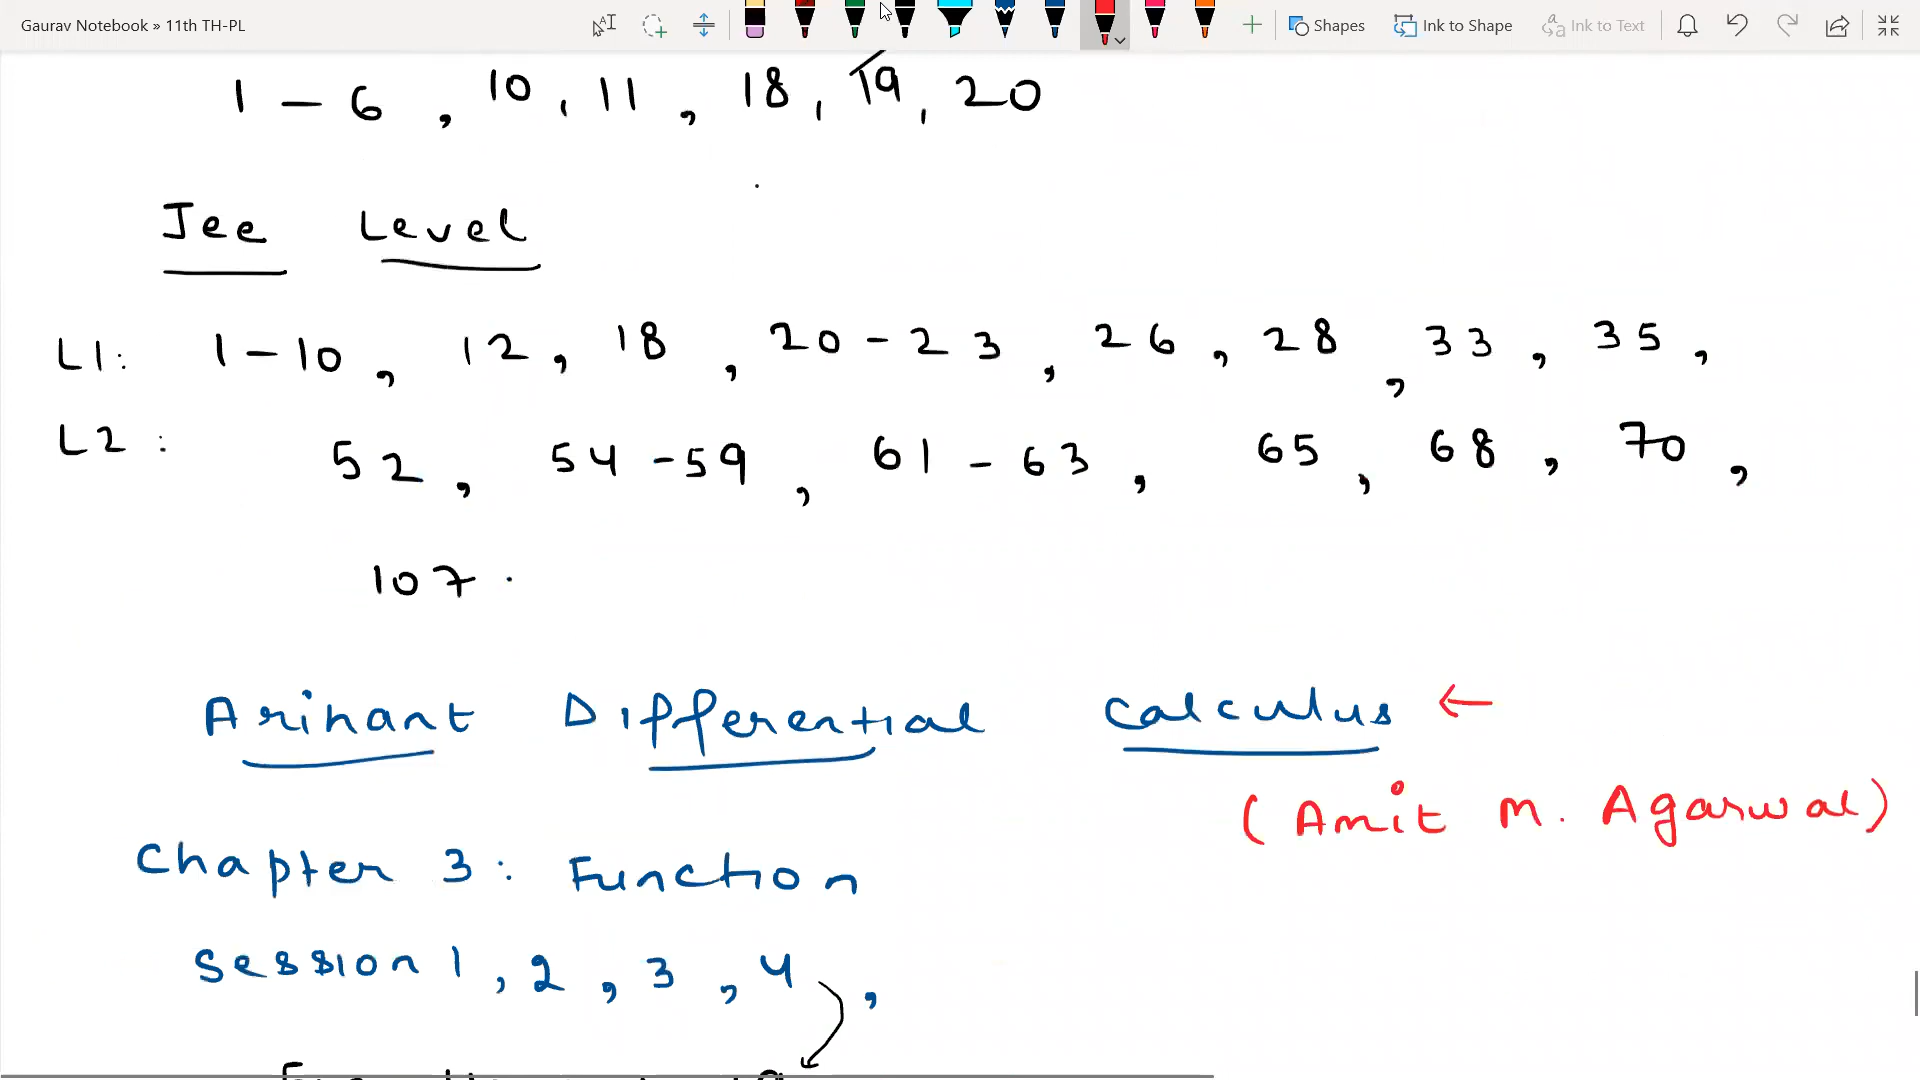 Gaurav Notebook » 11th TH-PL
Shapes Ink to Shape Ink to Text
1 - 6 , 10 , 11 , 18 , 19 , 20
Jee Level
L1: 1 - 10 , 12 , 18 , 20 - 23 , 26 , 28 , 33 , 35 ,
L2 : 52 , 54 - 59 , 61 - 63 , 65 , 68 , 70 ,
107 .
Arihant Differential Calculus ←
( Amit M. Agarwal )
Chapter 3 : Function
Session 1 , 2 , 3 , 4 ,